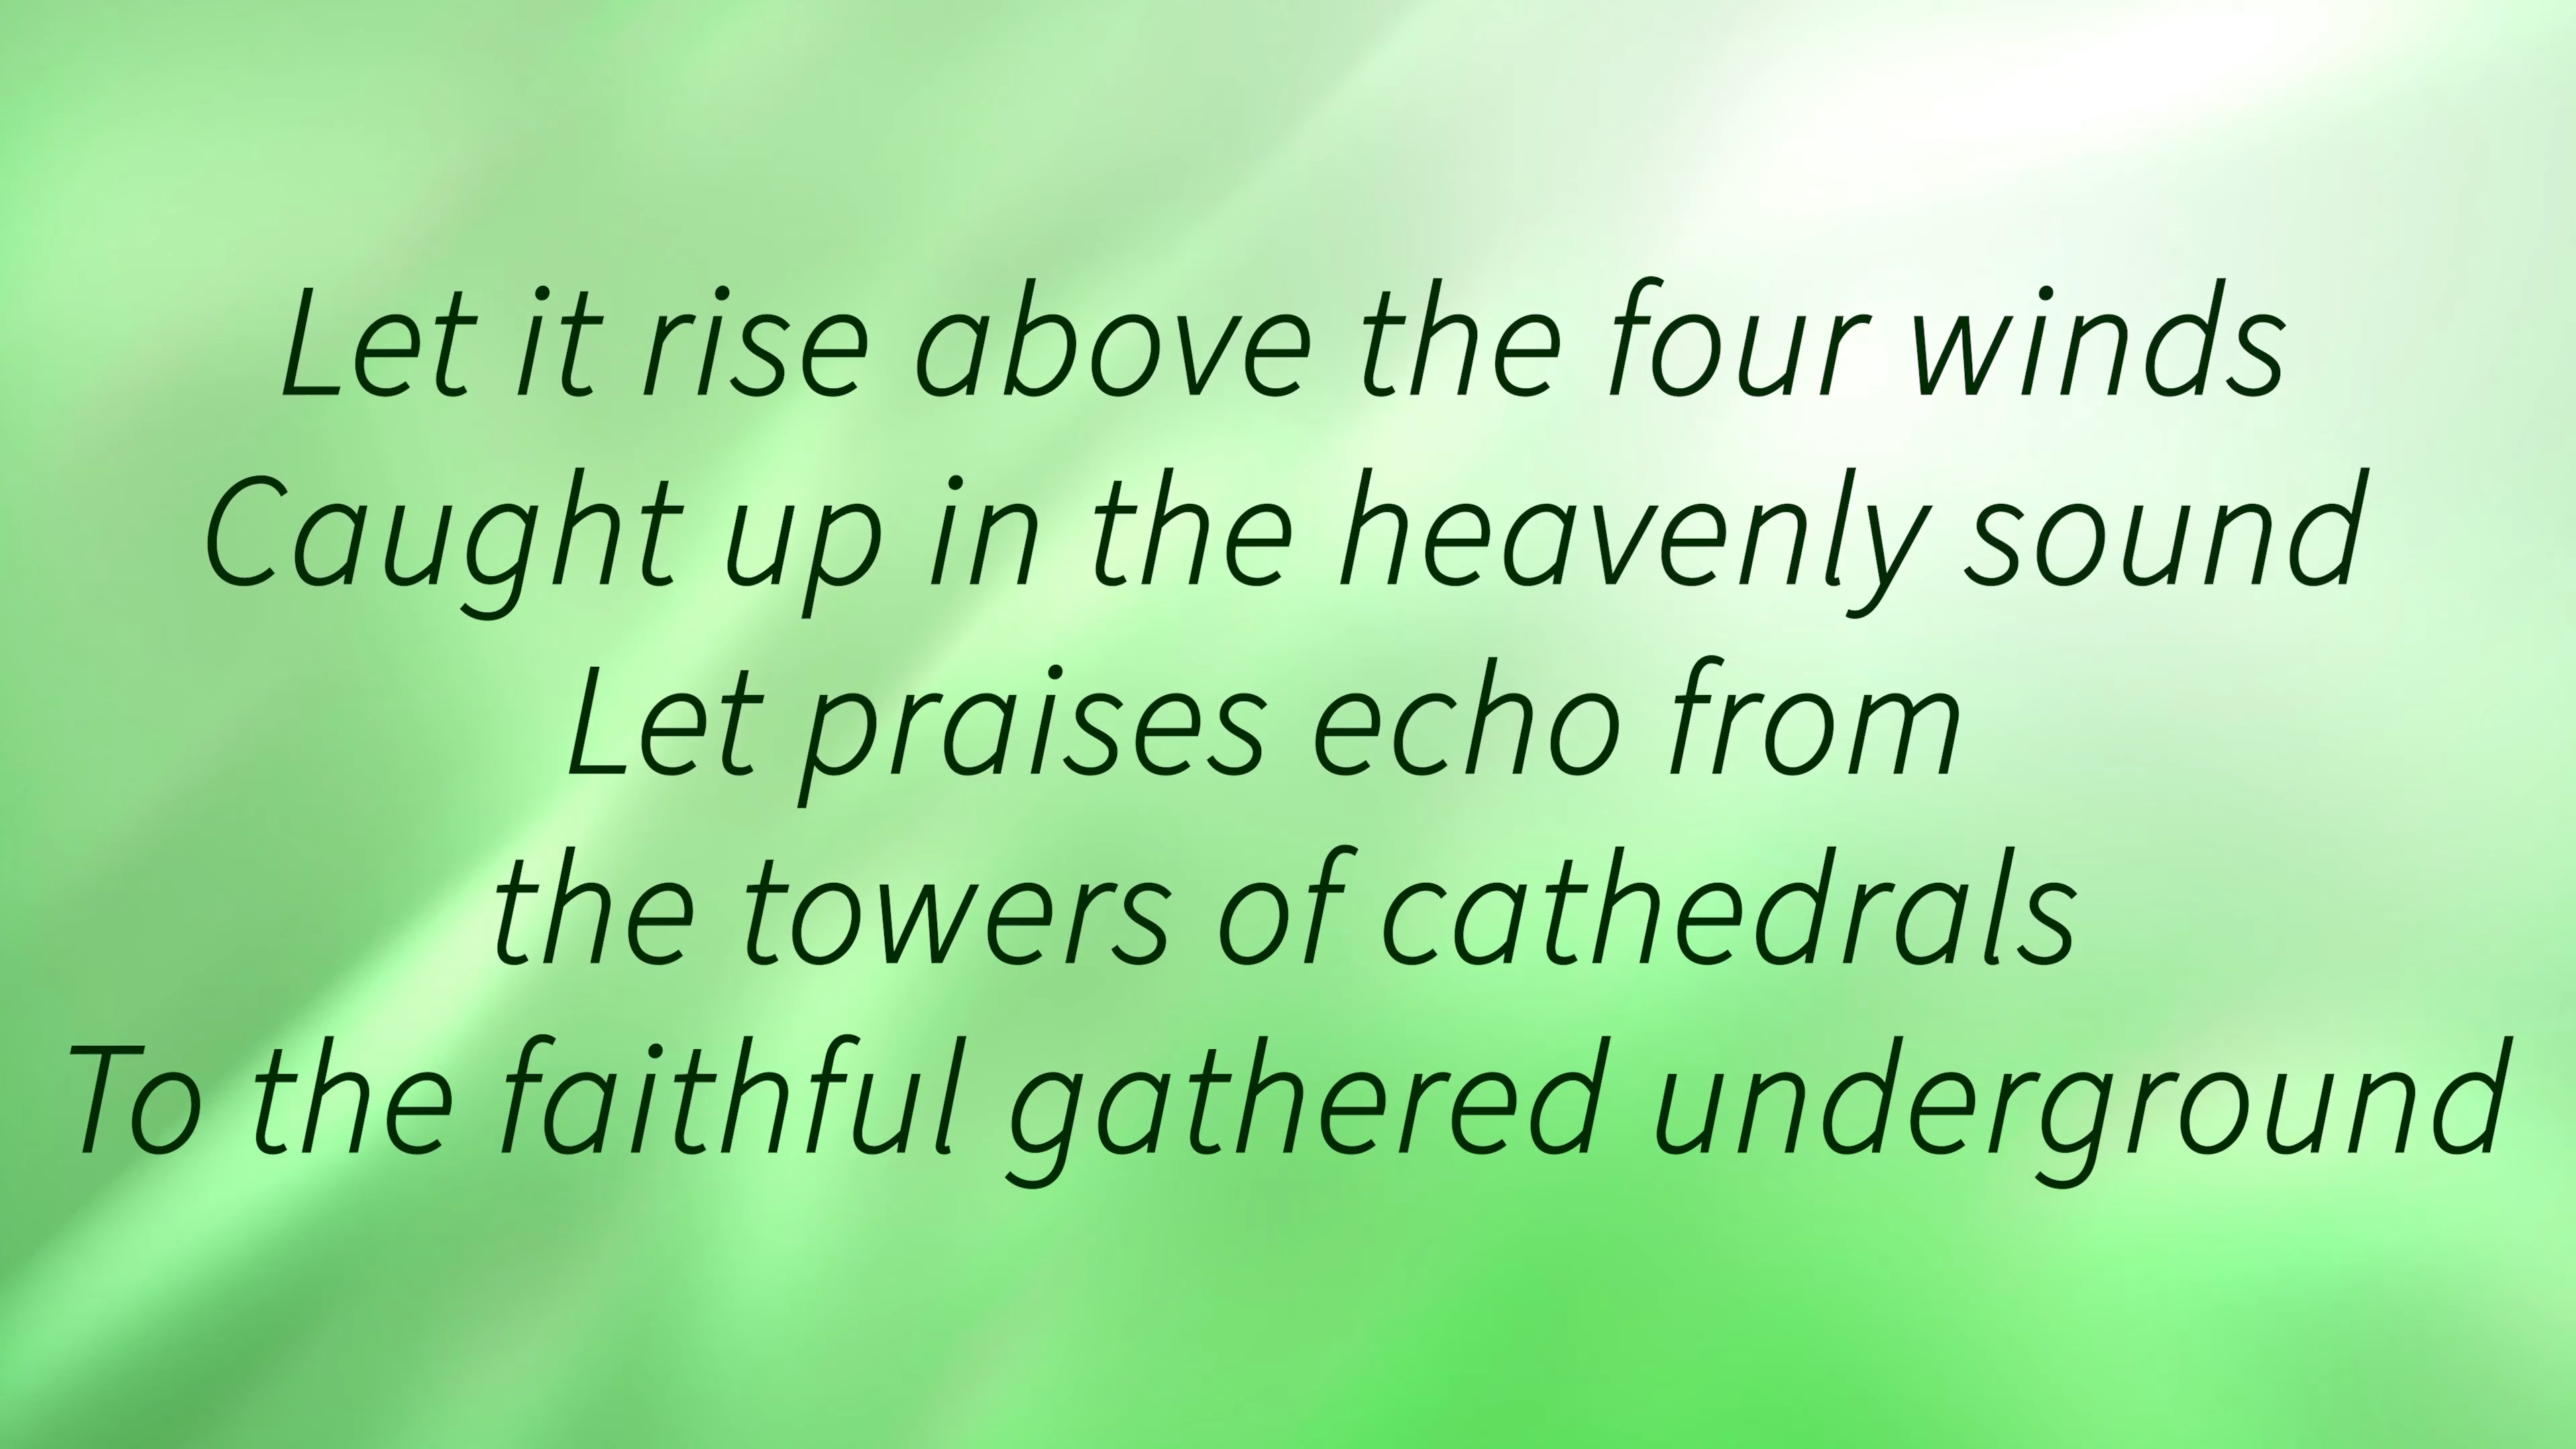 Let it rise above the four winds
Caught up in the heavenly sound
Let praises echo from
the towers of cathedrals
To the faithful gathered underground